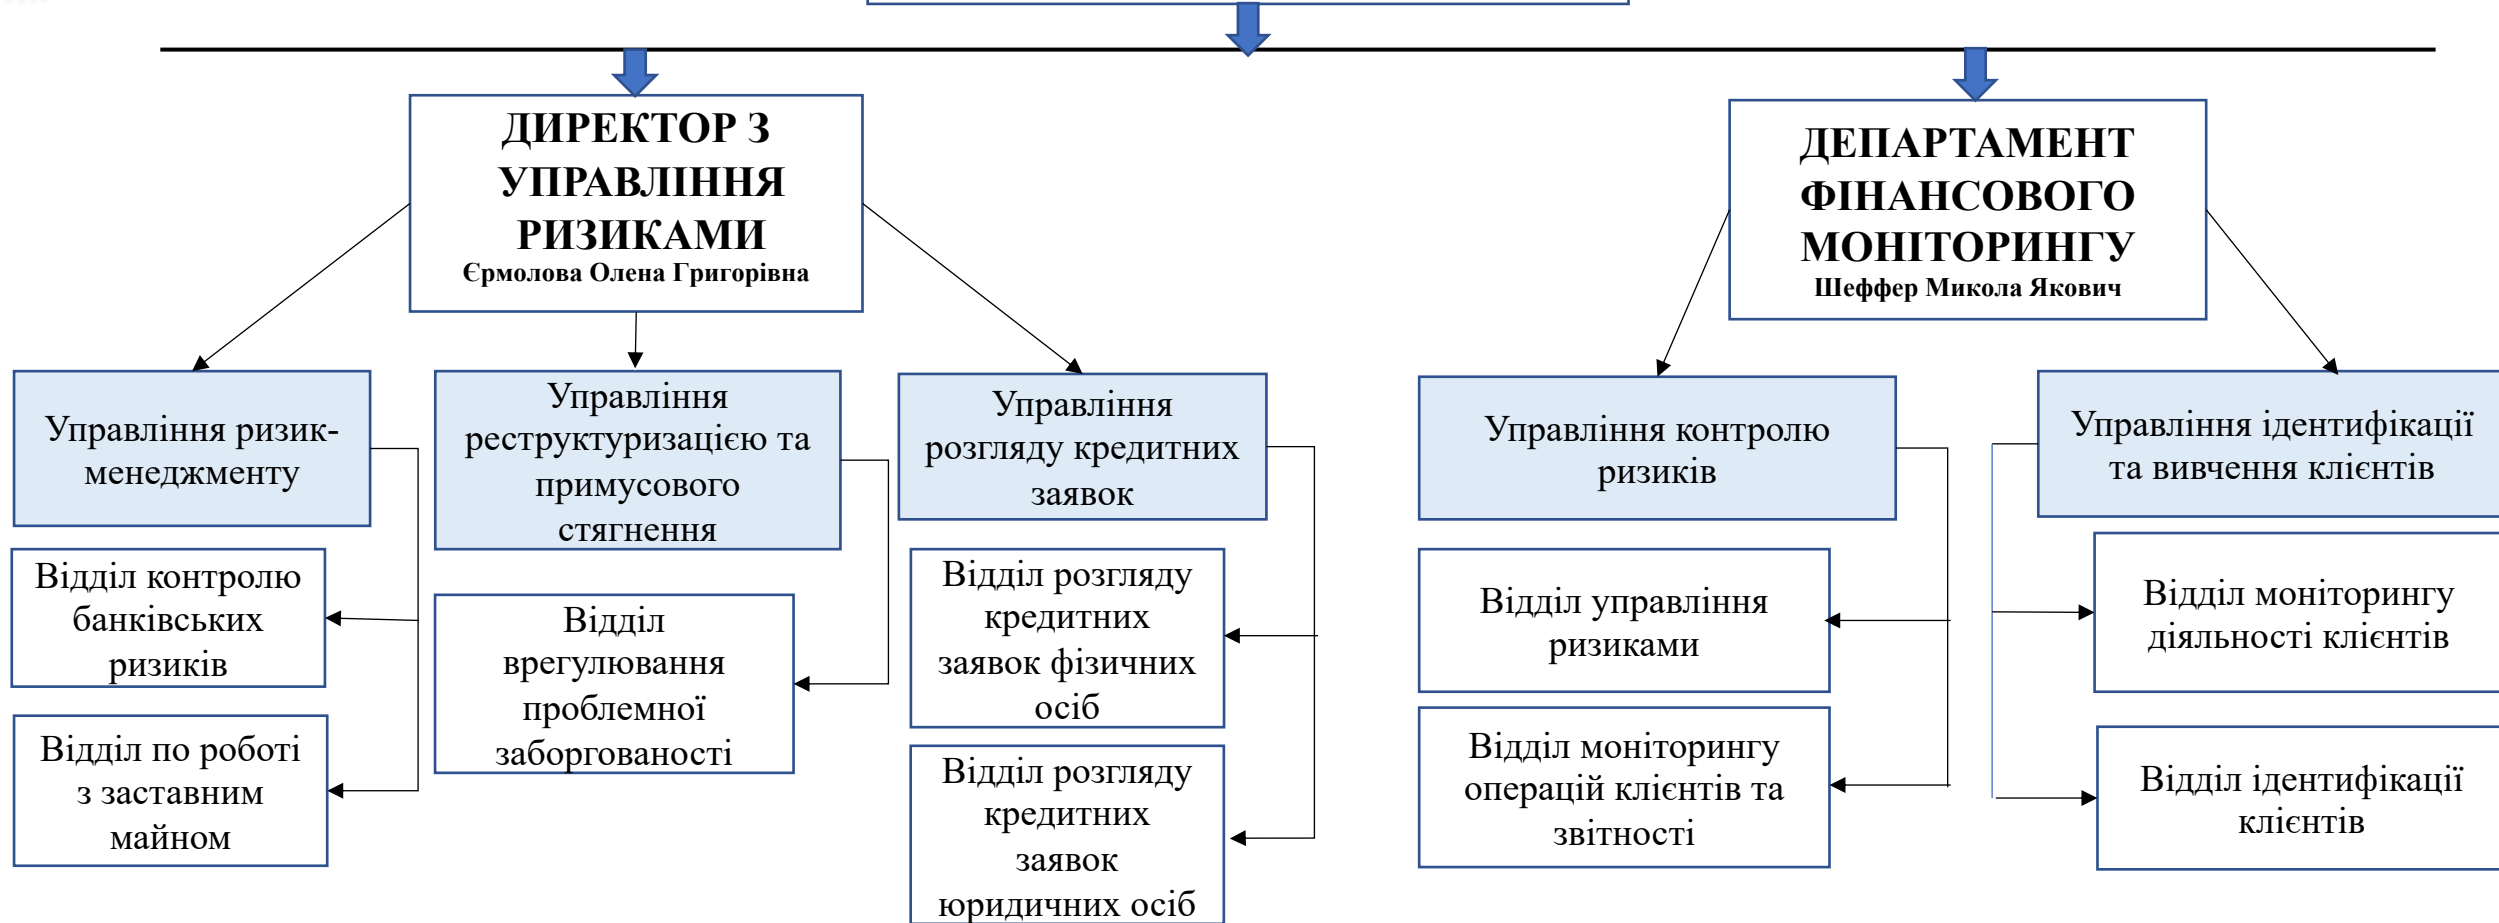 ДИРЕКТОР З
УПРАВЛІННЯ
РИЗИКАМИ
Єрмолова Олена Григорівна
ДЕПАРТАМЕНТ
ФІНАНСОВОГО
МОНІТОРИНГУ
Шеффер Микола Якович
Управління ризик-
менеджменту
Управління
реструктуризацією та
примусового
стягнення
Управління
розгляду кредитних
заявок
Управління контролю
ризиків
Управління ідентифікації
та вивчення клієнтів
Відділ контролю
банківських
ризиків
Відділ
врегулювання
проблемної
заборгованості
Відділ розгляду
кредитних
заявок фізичних
осіб
Відділ управління
ризиками
Відділ моніторингу
діяльності клієнтів
Відділ по роботі
з заставним
майном
Відділ розгляду
кредитних
заявок
юридичних осіб
Відділ моніторингу
операцій клієнтів та
звітності
Відділ ідентифікації
клієнтів